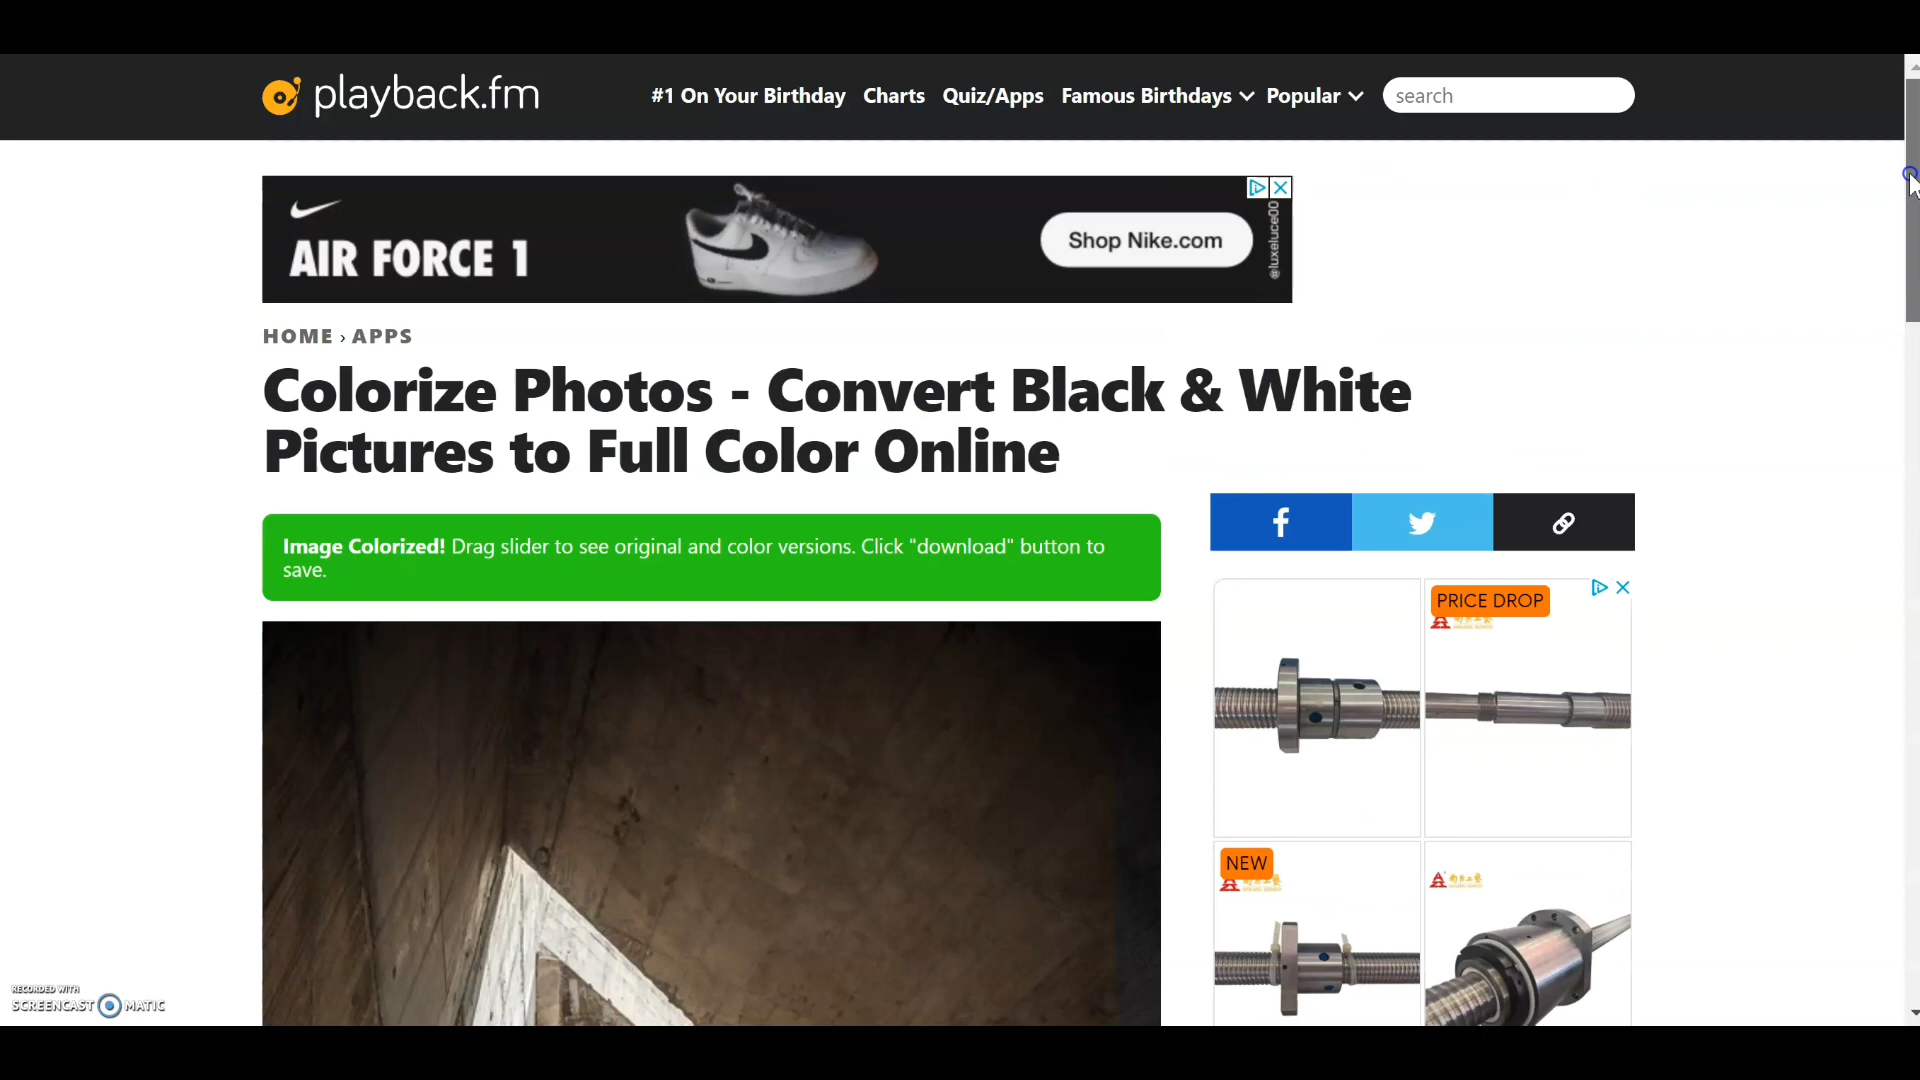 playback.fm
#1 On Your Birthday Charts Quiz/Apps Famous Birthdays Popular search
AIR FORCE 1
Shop Nike.com
@luxeluce00
HOME › APPS
Colorize Photos - Convert Black & White
Pictures to Full Color Online
Image Colorized! Drag slider to see original and color versions. Click "download" button to
save.
PRICE DROP
NEW
RECORDED WITH
SCREENCAST MATIC